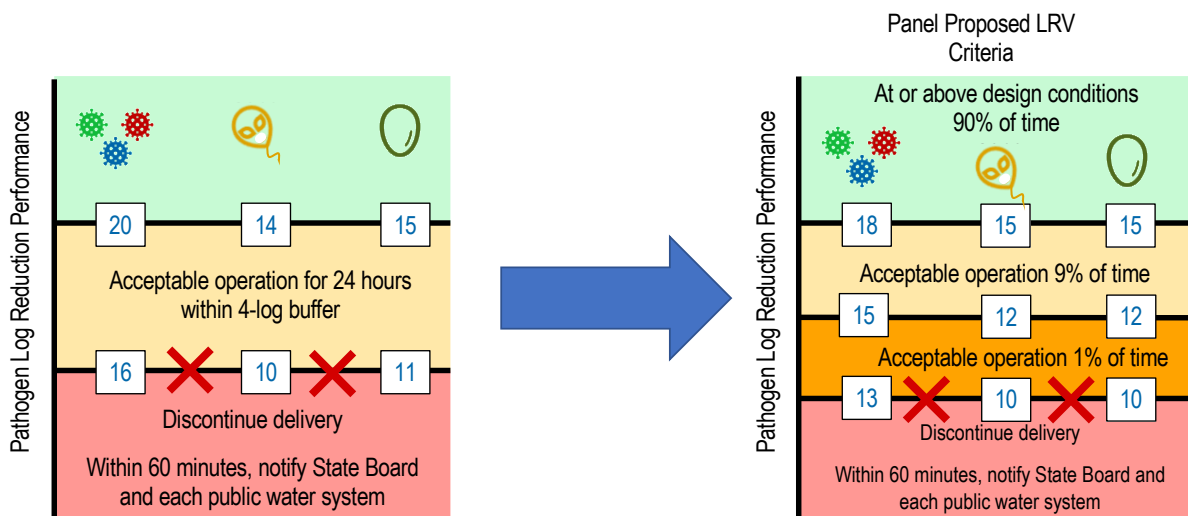 Pathogen Log Reduction Performance
20 14 15
Acceptable operation for 24 hours
within 4-log buffer
16 10 11
Discontinue delivery
Within 60 minutes, notify State Board
and each public water system
Panel Proposed LRV
Criteria
Pathogen Log Reduction Performance
At or above design conditions
90% of time
18 15 15
Acceptable operation 9% of time
15 12 12
Acceptable operation 1% of time
13 10 10
Discontinue delivery
Within 60 minutes, notify State Board and
each public water system